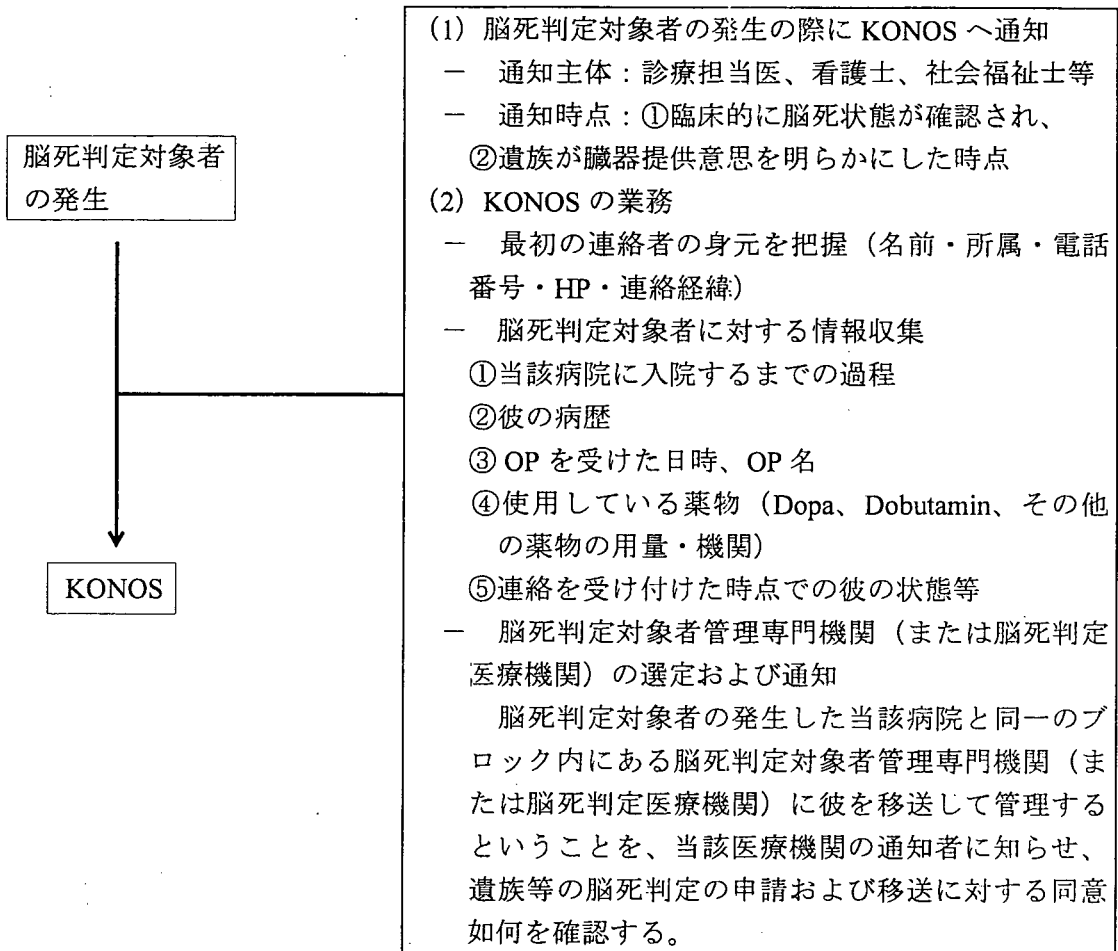 脳死判定対象者
の発生
KONOS
(1) 脳死判定対象者の発生の際に KONOS へ通知
― 通知主体：診療担当医、看護士、社会福祉士等
― 通知時点：①臨床的に脳死状態が確認され、
②遺族が臓器提供意思を明らかにした時点
(2) KONOS の業務
― 最初の連絡者の身元を把握（名前・所属・電話
番号・HP・連絡経緯）
― 脳死判定対象者に対する情報収集
①当該病院に入院するまでの過程
②彼の病歴
③ OP を受けた日時、OP 名
④使用している薬物（Dopa、Dobutamin、その他
の薬物の用量・機関）
⑤連絡を受け付けた時点での彼の状態等
― 脳死判定対象者管理専門機関（または脳死判定
医療機関）の選定および通知
脳死判定対象者の発生した当該病院と同一のブ
ロック内にある脳死判定対象者管理専門機関（ま
たは脳死判定医療機関）に彼を移送して管理する
ということを、当該医療機関の通知者に知らせ、
遺族等の脳死判定の申請および移送に対する同意
如何を確認する。